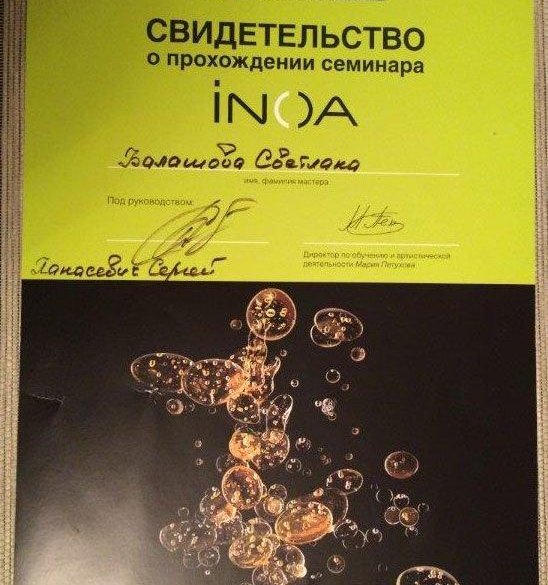 СВИДЕТЕЛЬСТВО
о прохождении семинара
iNOA
Балашова Светлана
имя, фамилия мастера
Под руководством:
Панасевич Сергей
Директор по обучению и артистической
деятельности Мария Петухова